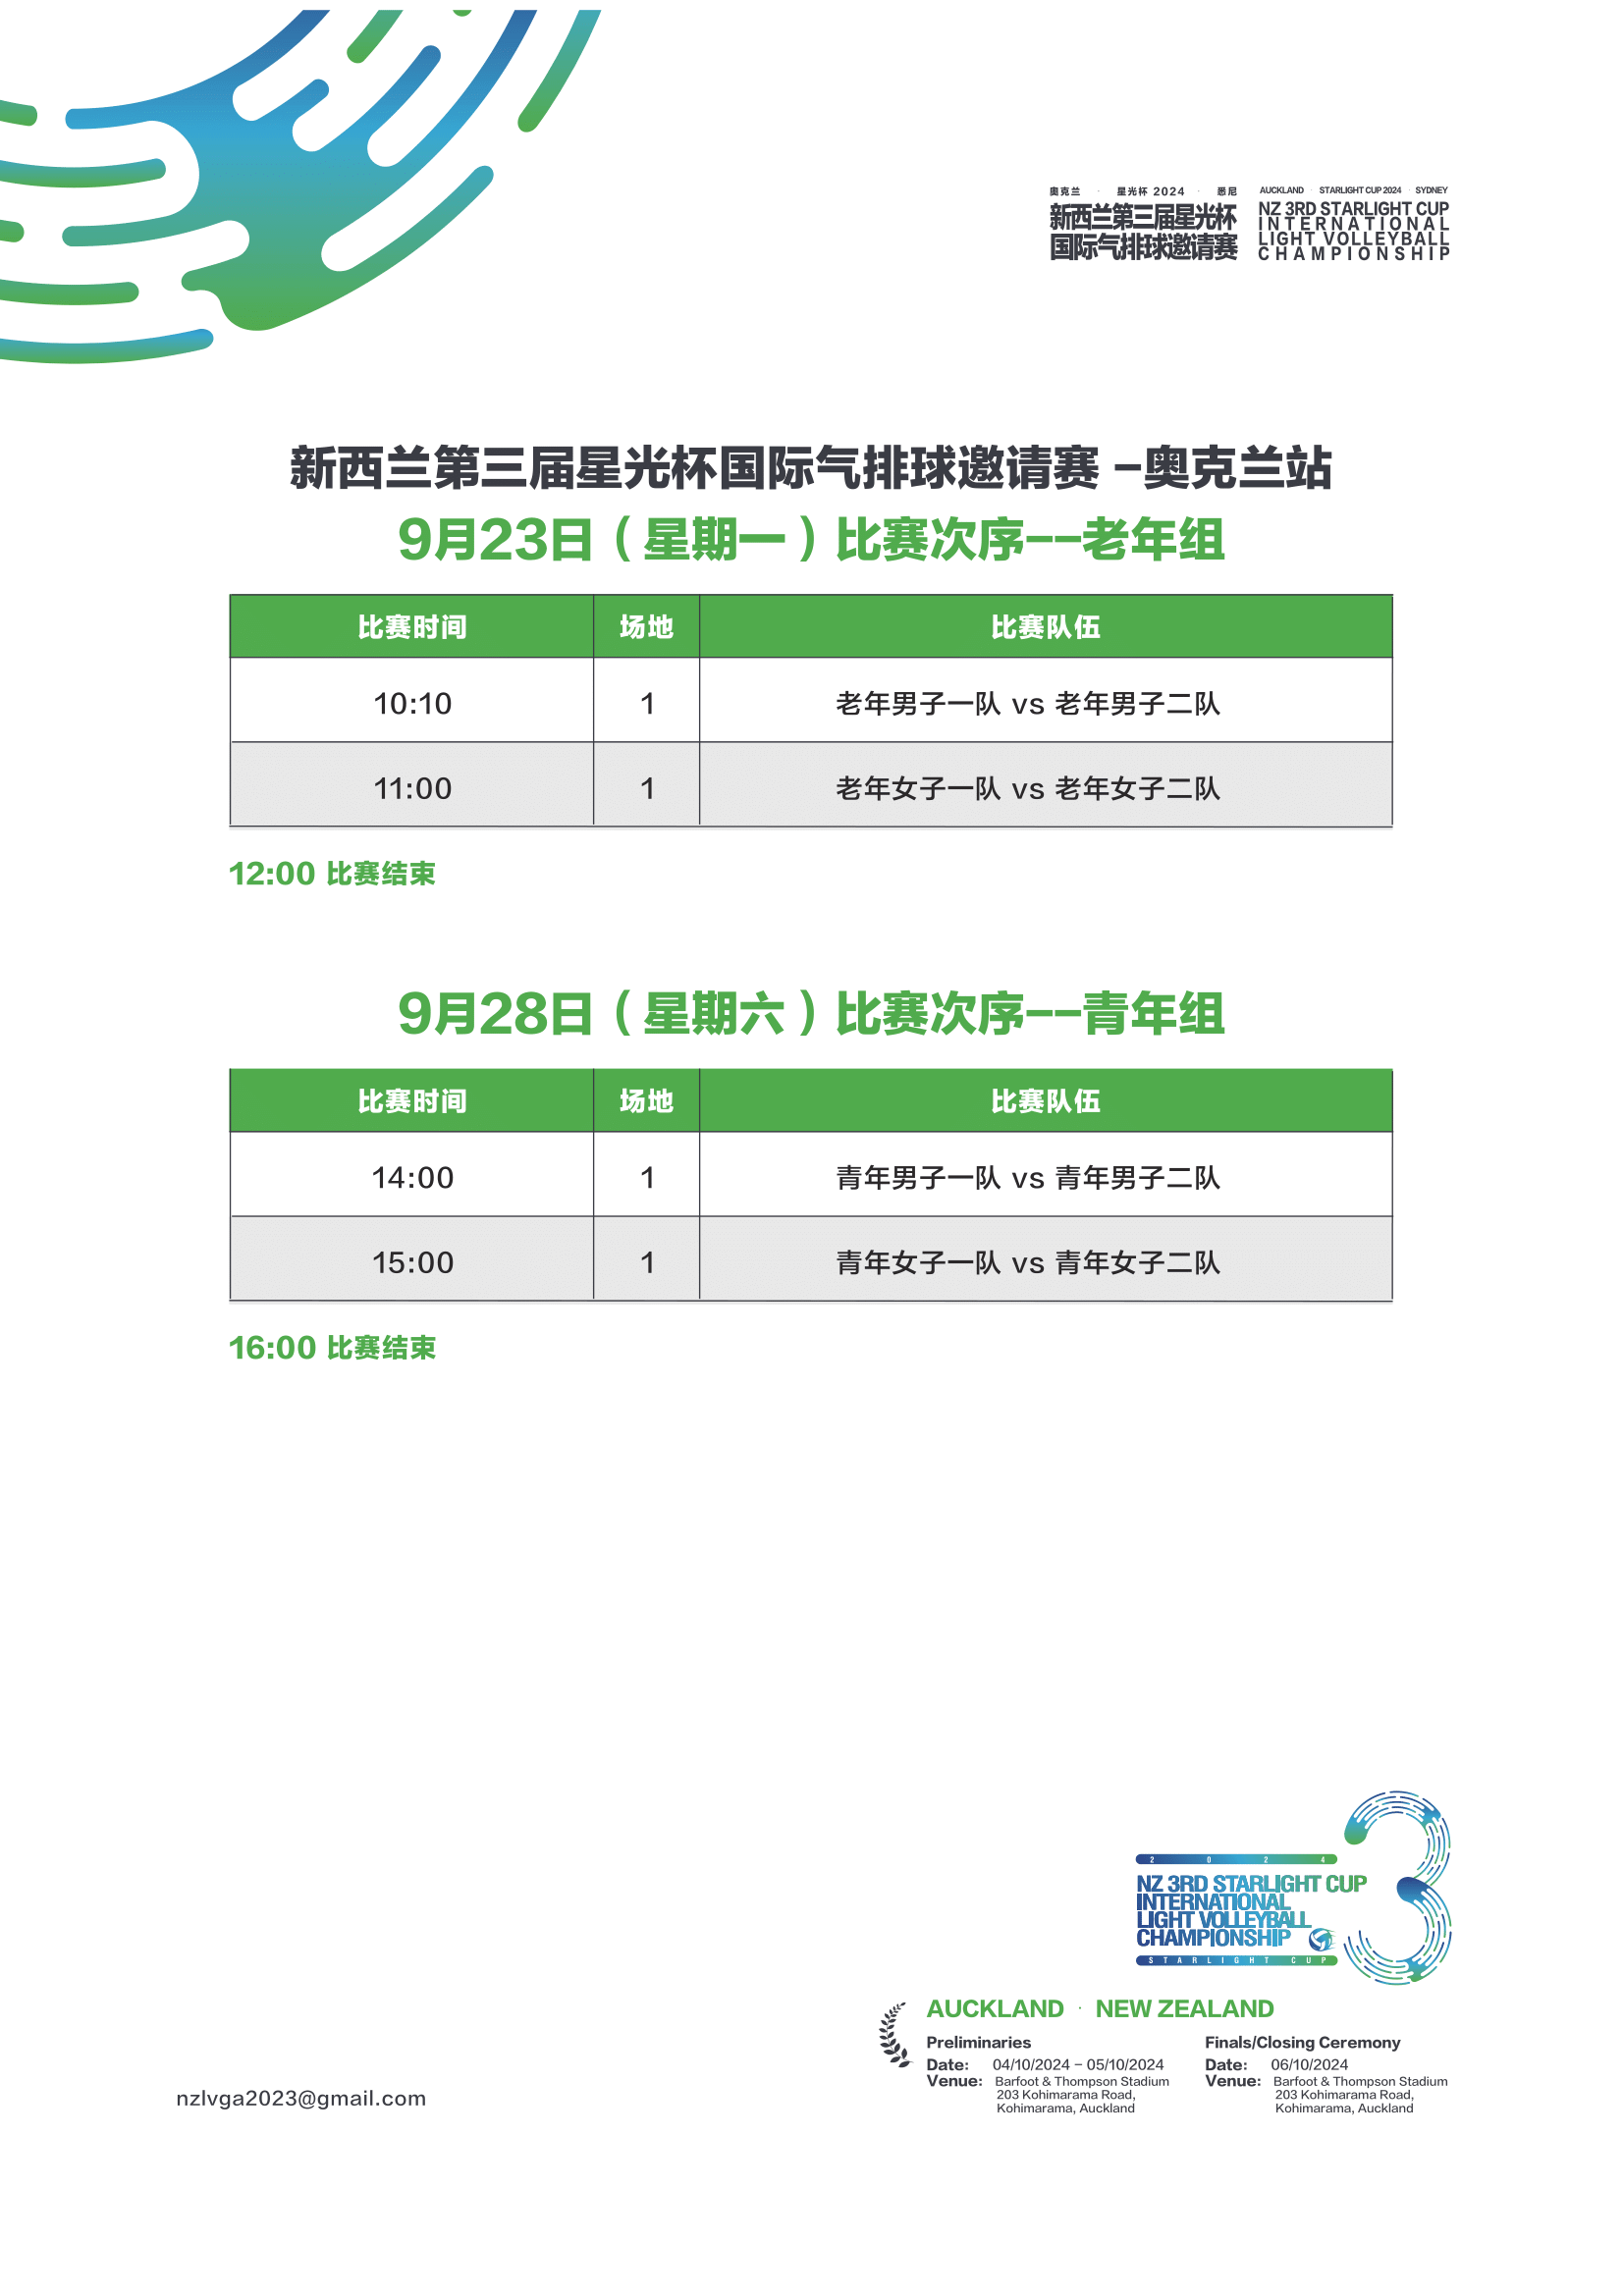 奥克兰 · 星光杯 2024 · 悉尼
新西兰第三届星光杯
国际气排球邀请赛
AUCKLAND · STARLIGHT CUP 2024 · SYDNEY
NZ 3RD STARLIGHT CUP
INTERNATIONAL
LIGHT VOLLEYBALL
CHAMPIONSHIP
新西兰第三届星光杯国际气排球邀请赛 –奥克兰站
9月23日（星期一）比赛次序––老年组
比赛时间 场地 比赛队伍
10:10 1 老年男子一队 vs 老年男子二队
11:00 1 老年女子一队 vs 老年女子二队
12:00 比赛结束
9月28日（星期六）比赛次序––青年组
比赛时间 场地 比赛队伍
14:00 1 青年男子一队 vs 青年男子二队
15:00 1 青年女子一队 vs 青年女子二队
16:00 比赛结束
2 0 2 4
NZ 3RD STARLIGHT CUP
INTERNATIONAL
LIGHT VOLLEYBALL
CHAMPIONSHIP
STARLIGHT CUP
3
AUCKLAND · NEW ZEALAND
Preliminaries
Date: 04/10/2024 – 05/10/2024
Venue: Barfoot & Thompson Stadium
203 Kohimarama Road,
Kohimarama, Auckland
Finals/Closing Ceremony
Date: 06/10/2024
Venue: Barfoot & Thompson Stadium
203 Kohimarama Road,
Kohimarama, Auckland
nzlvga2023@gmail.com